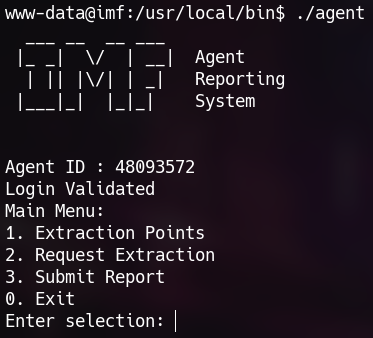 www-data@imf:/usr/local/bin$ ./agent
  ___ __  __ ___
 |_ _|  \/  | __|  Agent
  | || |\/| | _|   Reporting
 |___|_|  |_|_|    System


Agent ID : 48093572
Login Validated
Main Menu:
1. Extraction Points
2. Request Extraction
3. Submit Report
0. Exit
Enter selection: